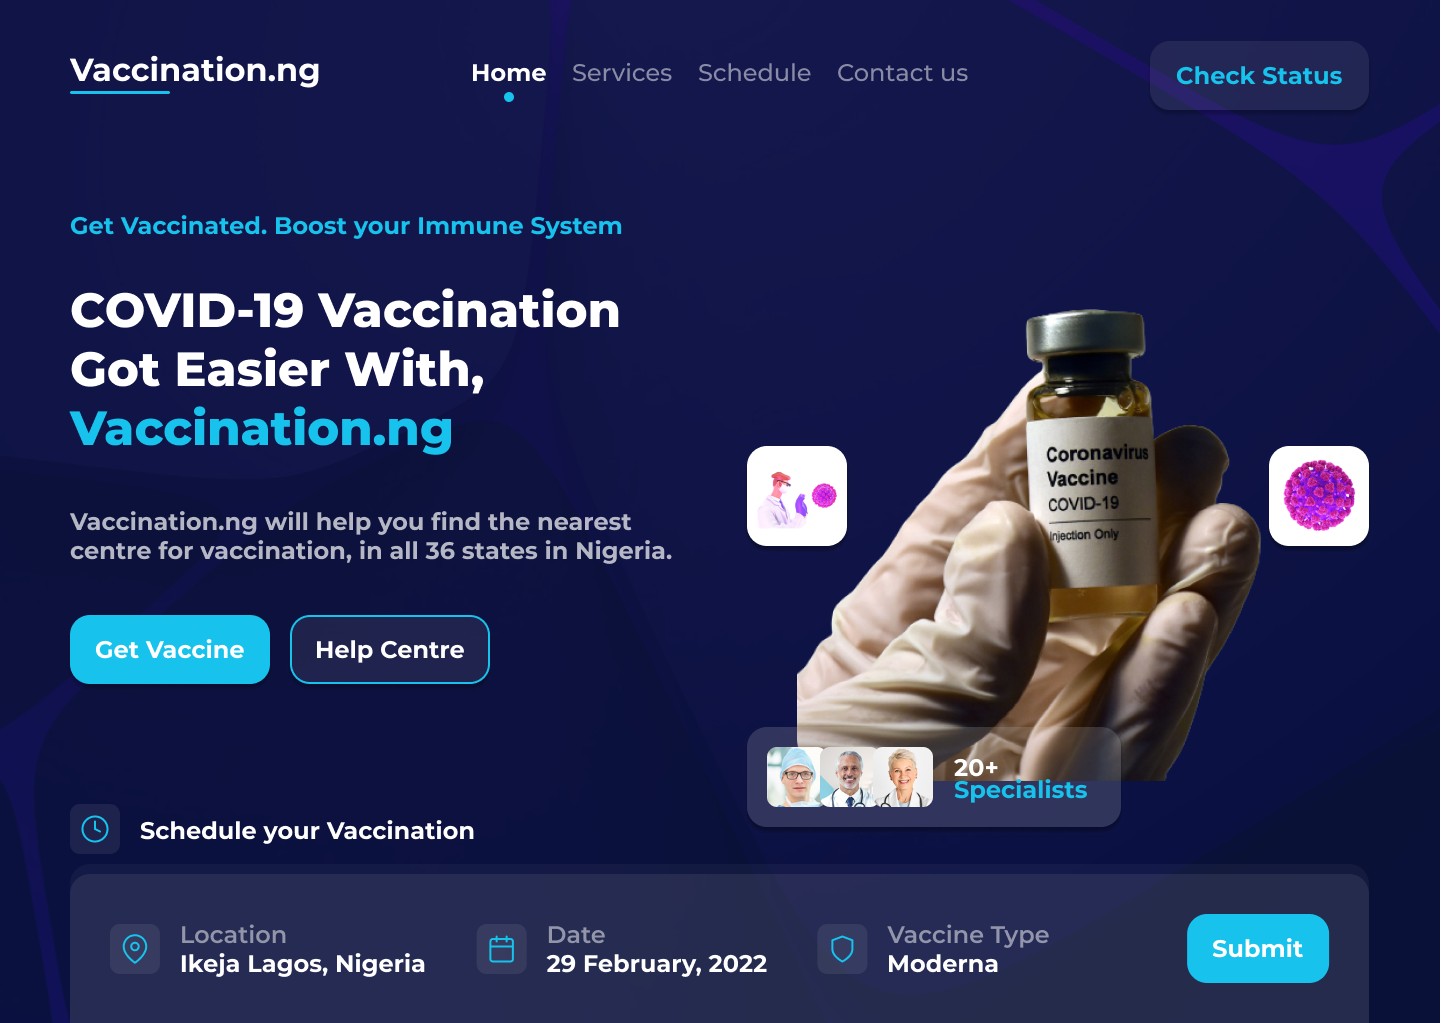 Vaccination.ng
Home Services Schedule Contact us
Check Status
Get Vaccinated. Boost your Immune System
COVID-19 Vaccination
Got Easier With,
Vaccination.ng
Vaccination.ng will help you find the nearest
centre for vaccination, in all 36 states in Nigeria.
Get Vaccine
Help Centre
Coronavirus
Vaccine
COVID-19
Injection Only
20+
Specialists
Schedule your Vaccination
Location
Ikeja Lagos, Nigeria
Date
29 February, 2022
Vaccine Type
Moderna
Submit